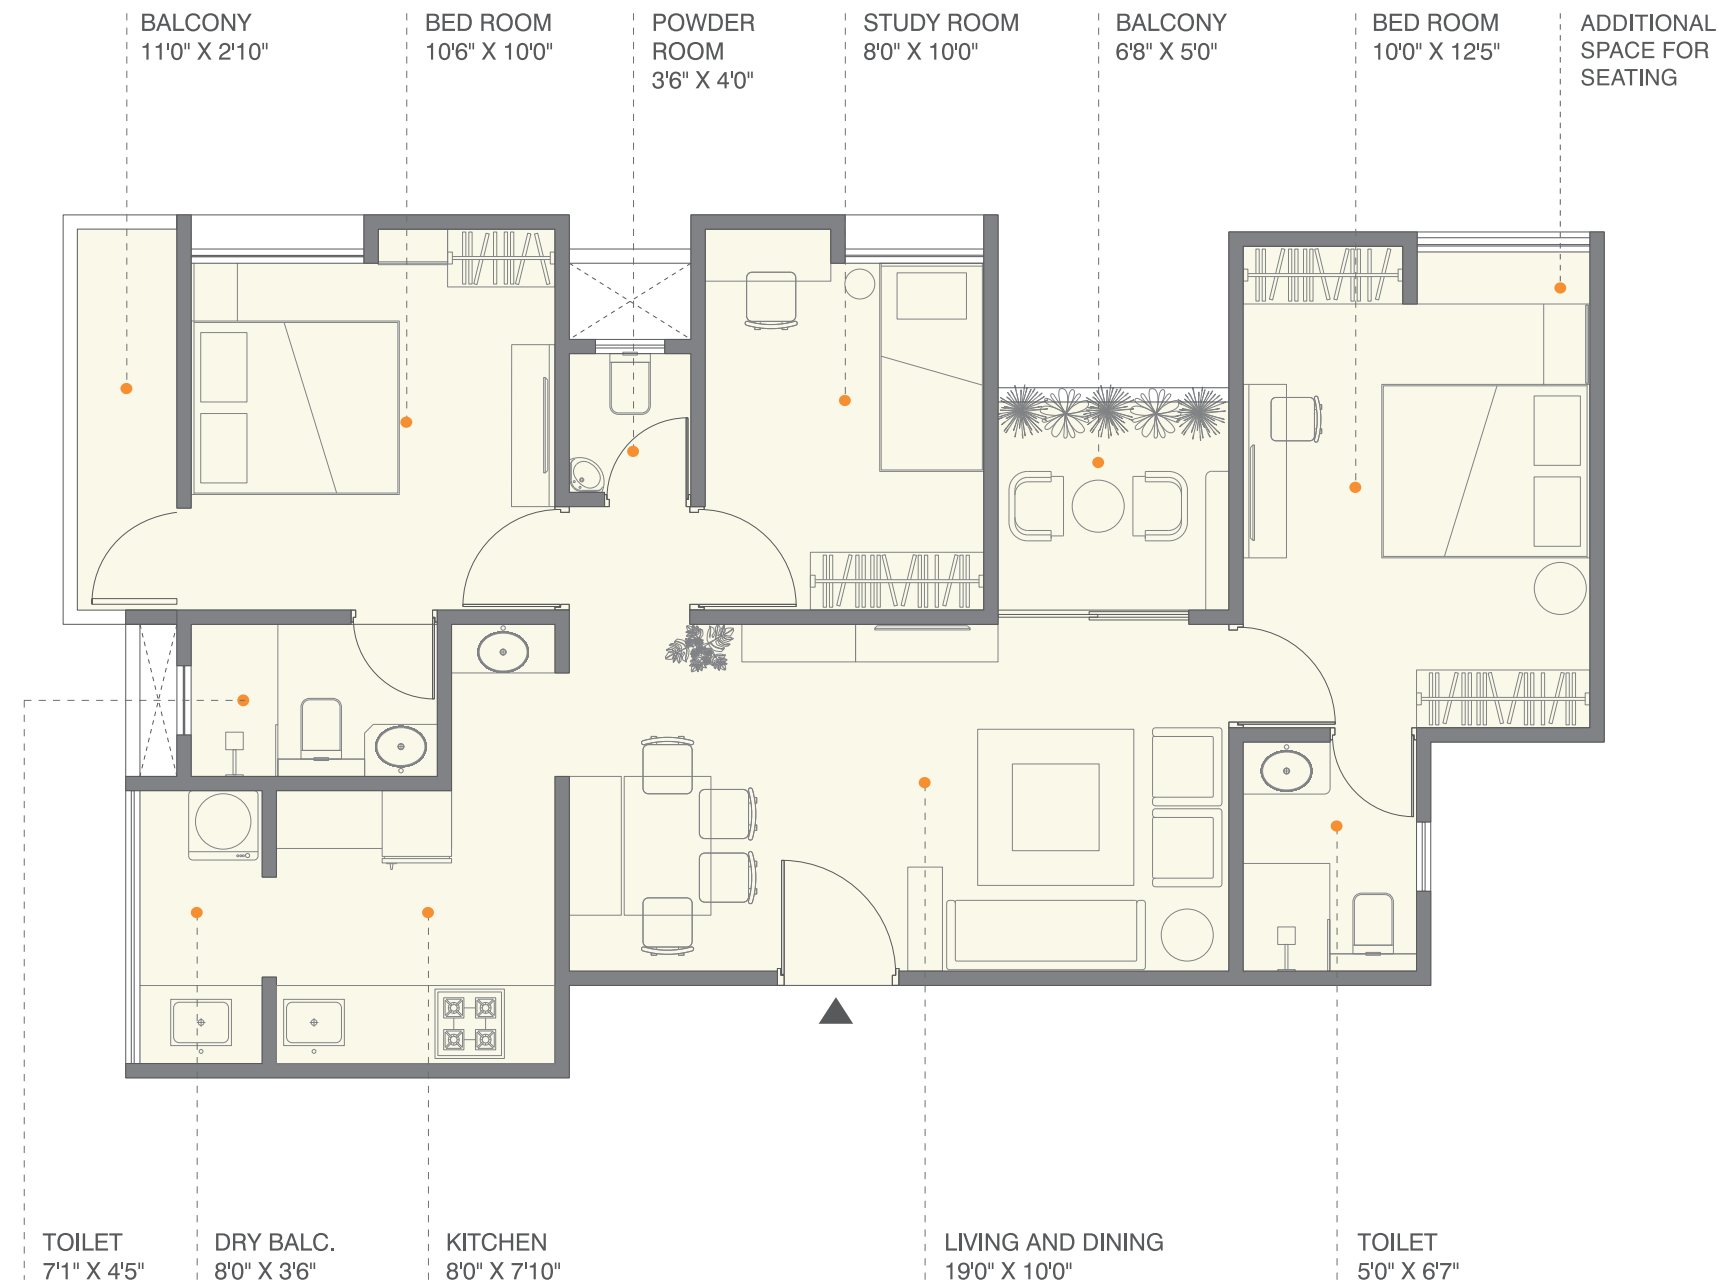 BALCONY
11'0" X 2'10"
BED ROOM
10'6" X 10'0"
POWDER
ROOM
3'6" X 4'0"
STUDY ROOM
8'0" X 10'0"
BALCONY
6'8" X 5'0"
BED ROOM
10'0" X 12'5"
ADDITIONAL
SPACE FOR
SEATING
TOILET
7'1" X 4'5"
DRY BALC.
8'0" X 3'6"
KITCHEN
8'0" X 7'10"
LIVING AND DINING
19'0" X 10'0"
TOILET
5'0" X 6'7"